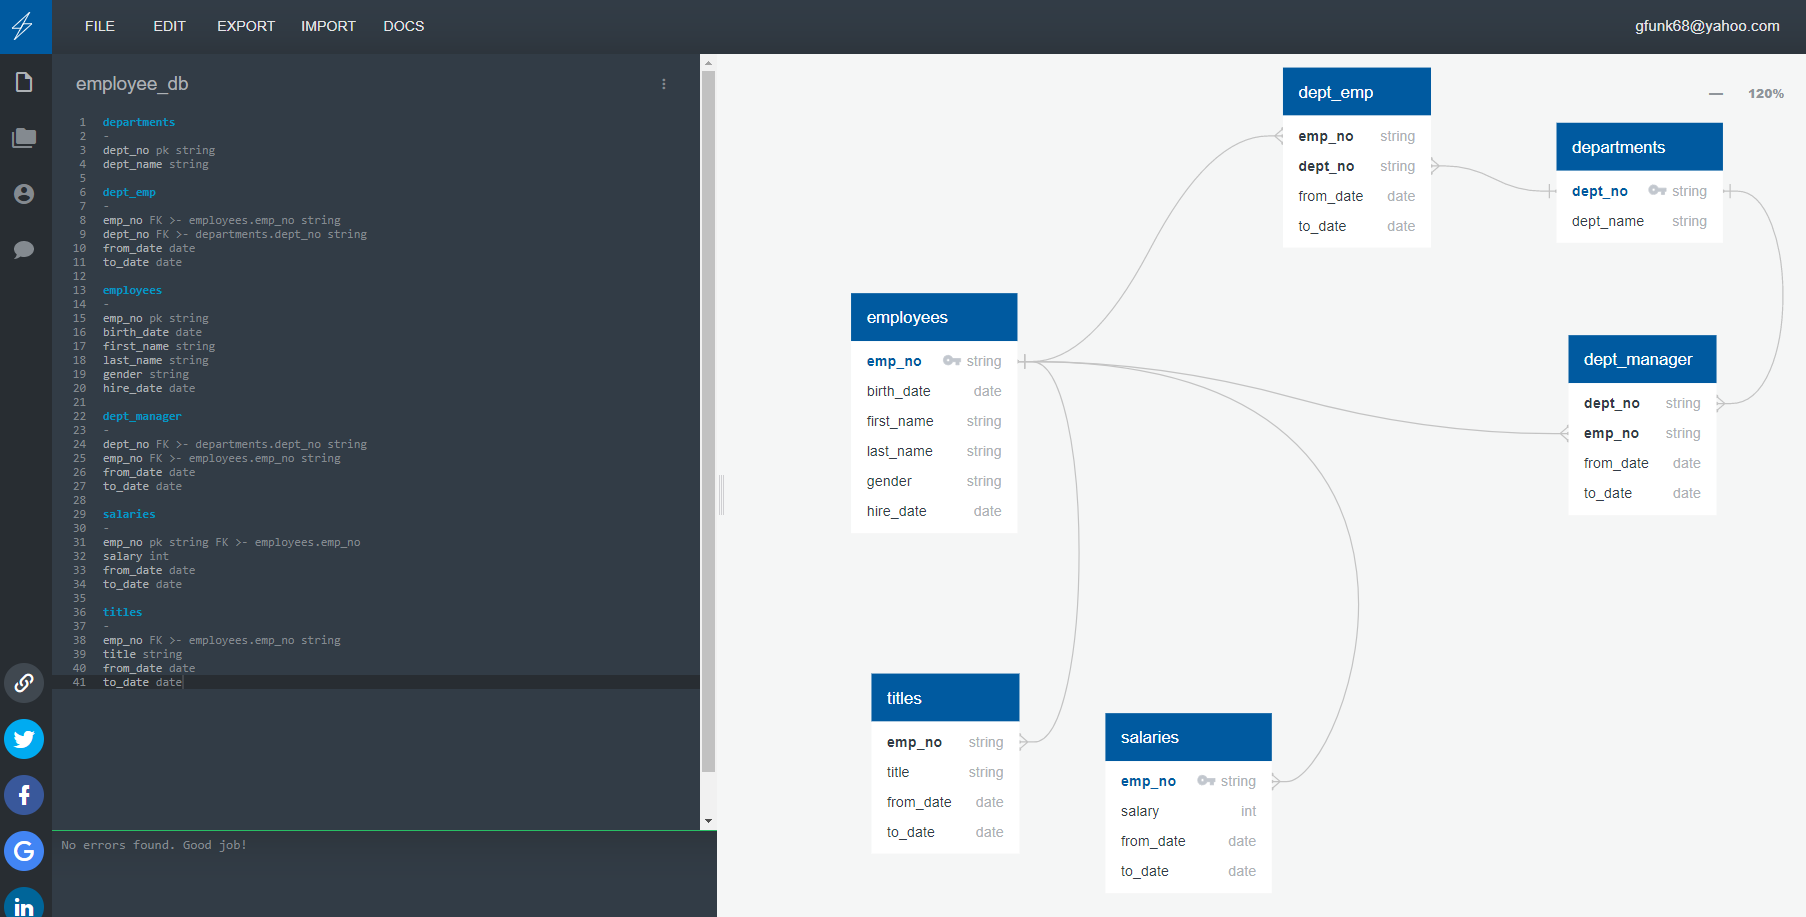 FILE EDIT EXPORT IMPORT DOCS gfunk68@yahoo.com
employee_db
1 departments
2 -
3 dept_no pk string
4 dept_name string
5
6 dept_emp
7 -
8 emp_no FK >- employees.emp_no string
9 dept_no FK >- departments.dept_no string
10 from_date date
11 to_date date
12
13 employees
14 -
15 emp_no pk string
16 birth_date date
17 first_name string
18 last_name string
19 gender string
20 hire_date date
21
22 dept_manager
23 -
24 dept_no FK >- departments.dept_no string
25 emp_no FK >- employees.emp_no string
26 from_date date
27 to_date date
28
29 salaries
30 -
31 emp_no pk string FK >- employees.emp_no
32 salary int
33 from_date date
34 to_date date
35
36 titles
37 -
38 emp_no FK >- employees.emp_no string
39 title string
40 from_date date
41 to_date date
No errors found. Good job!
120%
dept_emp
emp_no string
dept_no string
from_date date
to_date date
departments
dept_no string
dept_name string
employees
emp_no string
birth_date date
first_name string
last_name string
gender string
hire_date date
dept_manager
dept_no string
emp_no string
from_date date
to_date date
titles
emp_no string
title string
from_date date
to_date date
salaries
emp_no string
salary int
from_date date
to_date date